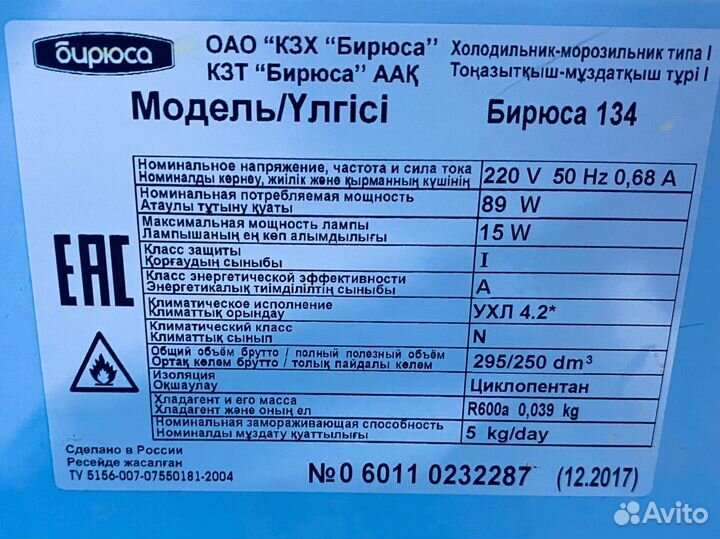 бирюса
ОАО "КЗХ "Бирюса"
КЗТ "Бирюса" ААҚ
Холодильник-морозильник типа I
Тоңазытқыш-мұздатқыш түрі I
Модель/Үлгісі Бирюса 134
Номинальное напряжение, частота и сила тока
Номиналды кернеу, жиілік және қырманның күшінің
220 V 50 Hz 0,68 A
Номинальная потребляемая мощность
Атаулы тұтыну қуаты
89 W
Максимальная мощность лампы
Лампышаның ең көп алымдылығы
15 W
Класс защиты
Қорғаудың сыныбы
I
Класс энергетической эффективности
Энергетикалық тиімділілтің сыныбы
A
Климатическое исполнение
Климаттық орындау
УХЛ 4.2*
Климатический класс
Климаттық сынып
N
Общий объём брутто / полный полезный объём
Ортақ көлем брутто / толық пайдалы көлем
295/250 dm³
Изоляция
Оқшаулау
Циклопентан
Хладагент и его масса
Хладагент және оның ел
R600a 0,039 kg
Номинальная замораживающая способность
Номиналды мұздату қуаттылығы
5 kg/day
EAC
Сделано в России
Ресейде жасалған
ТУ 5156-007-07550181-2004
№0 6011 0232287 (12.2017)
Avito